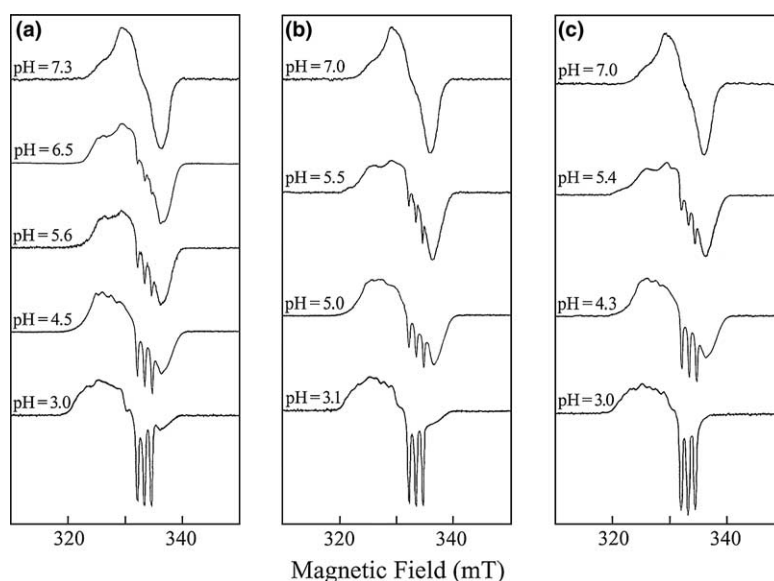 (a)
pH = 7.3
pH = 6.5
pH = 5.6
pH = 4.5
pH = 3.0
320 340
(b)
pH = 7.0
pH = 5.5
pH = 5.0
pH = 3.1
320 340
(c)
pH = 7.0
pH = 5.4
pH = 4.3
pH = 3.0
320 340
Magnetic Field (mT)